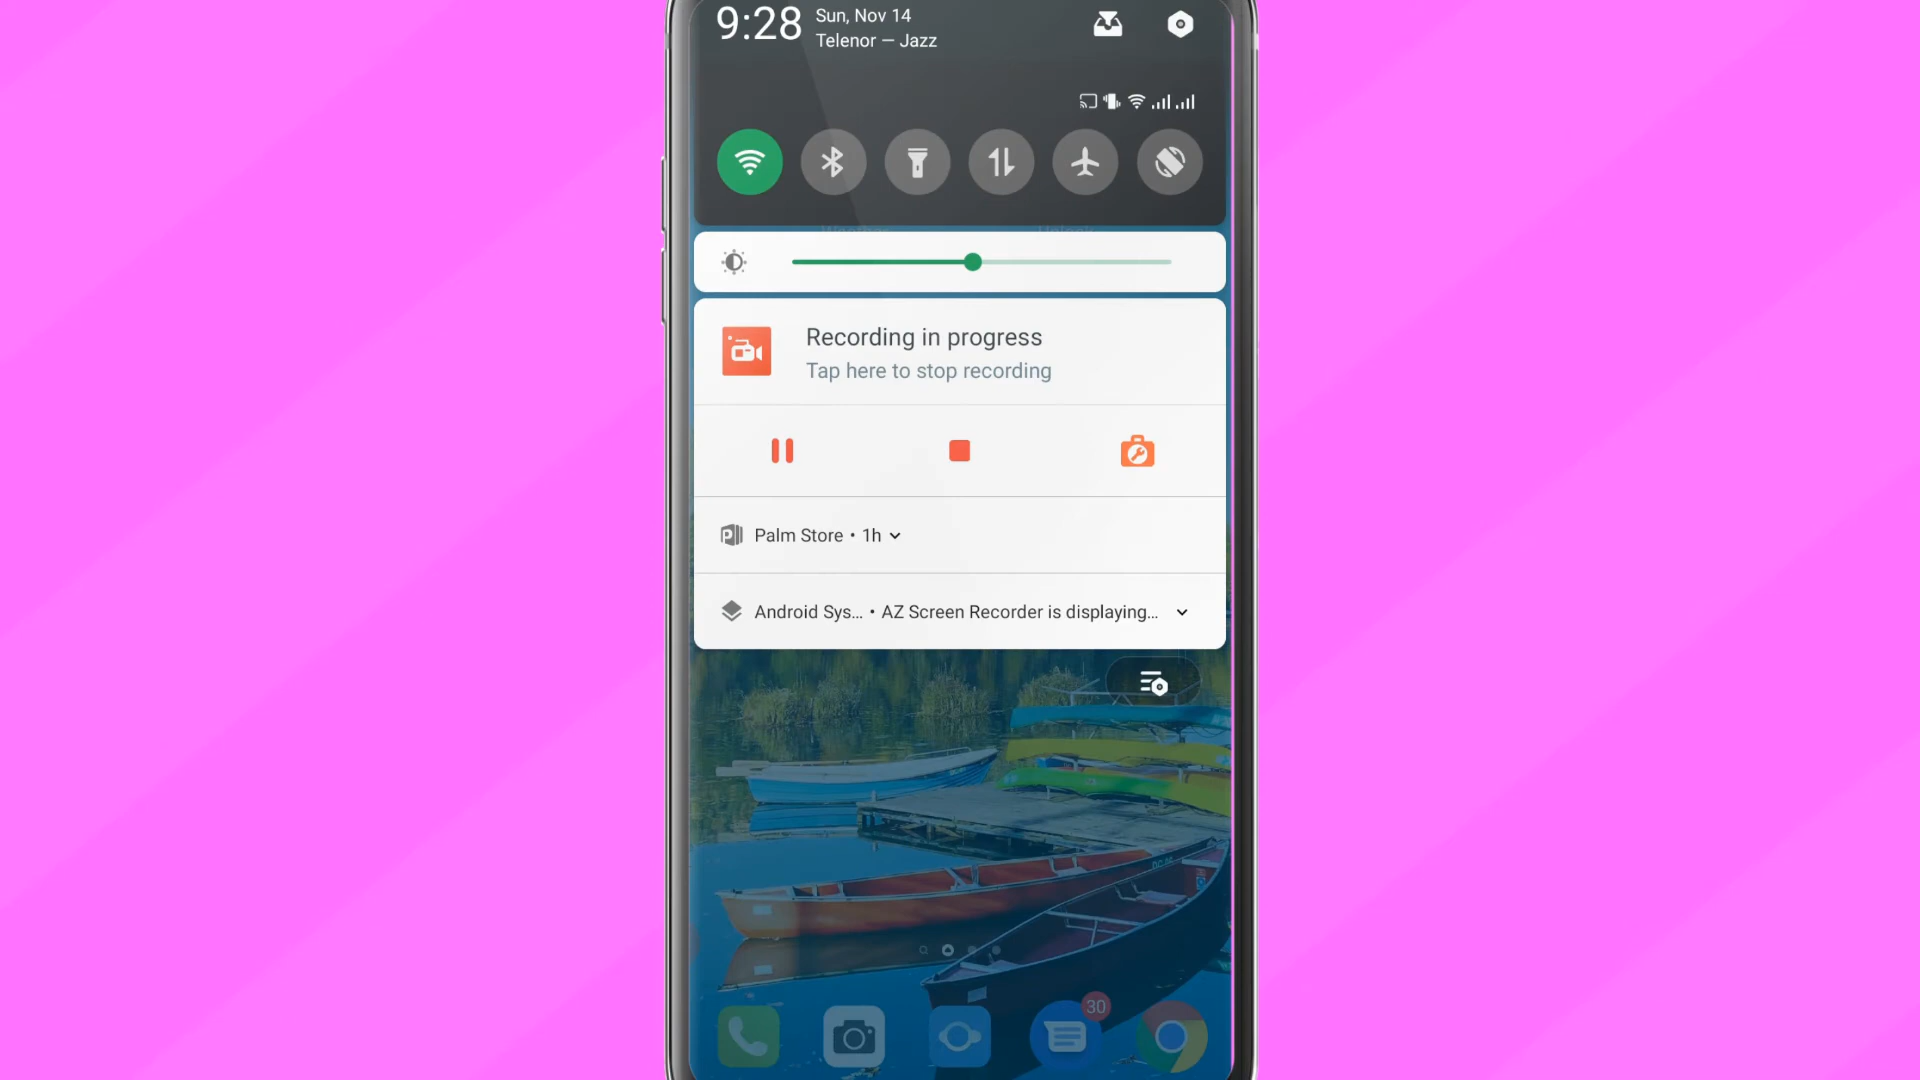 9:28
Sun, Nov 14
Telenor — Jazz
Recording in progress
Tap here to stop recording
Palm Store • 1h
Android Sys... • AZ Screen Recorder is displaying...
30